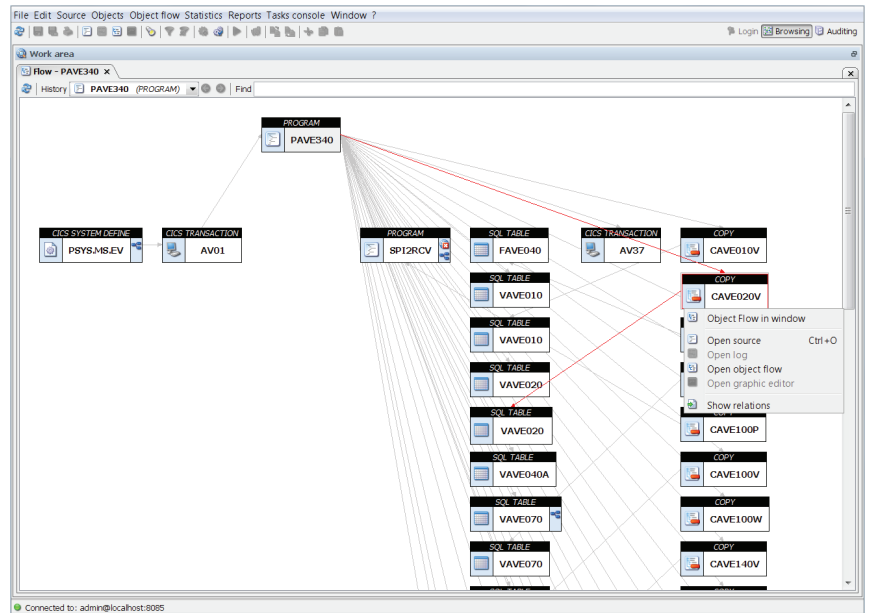 File Edit Source Objects Object flow Statistics Reports Tasks console Window ?
Login Browsing Auditing
Work area
Flow - PAVE340
History PAVE340 (PROGRAM) Find
PROGRAM
PAVE340
CICS SYSTEM DEFINE CICS TRANSACTION PROGRAM SQL TABLE CICS TRANSACTION COPY
PSYS.MS.EV AV01 SPI2RCV FAVE040 AV37 CAVE010V
SQL TABLE COPY
VAVE010 CAVE020V
SQL TABLE
VAVE010
SQL TABLE
VAVE020
SQL TABLE
VAVE020
Object Flow in window
Open source Ctrl+O
Open log
Open object flow
Open graphic editor
Show relations
CAVE100P
SQL TABLE COPY
VAVE040A CAVE100V
SQL TABLE COPY
VAVE070 CAVE100W
SQL TABLE COPY
VAVE070 CAVE140V
SQL TABLE COPY
Connected to: admin@localhost:8085